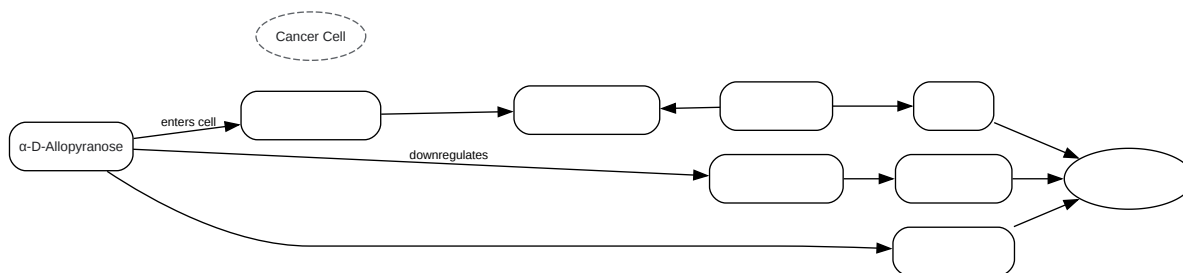 Cancer Cell
enters cell
α-D-Allopyranose
downregulates